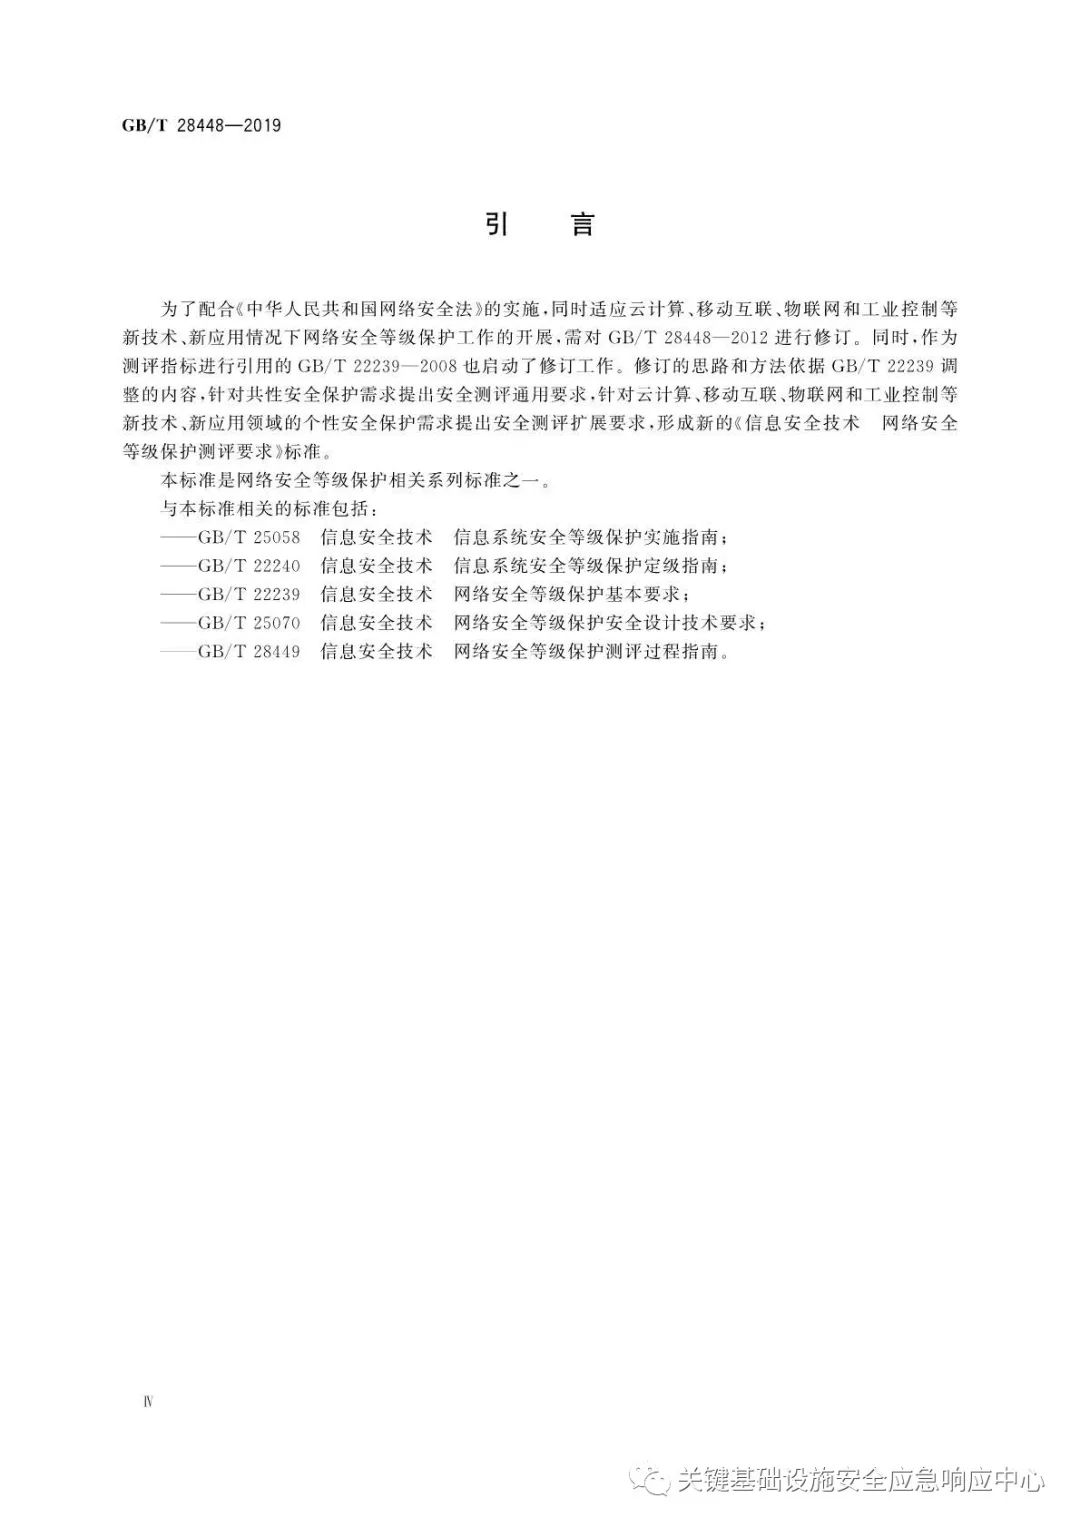 GB/T 28448—2019
引 言
为了配合《中华人民共和国网络安全法》的实施,同时适应云计算、移动互联、物联网和工业控制等
新技术、新应用情况下网络安全等级保护工作的开展,需对 GB/T 28448—2012 进行修订。同时,作为
测评指标进行引用的 GB/T 22239—2008 也启动了修订工作。修订的思路和方法依据 GB/T 22239 调
整的内容,针对共性安全保护需求提出安全测评通用要求,针对云计算、移动互联、物联网和工业控制等
新技术、新应用领域的个性安全保护需求提出安全测评扩展要求,形成新的《信息安全技术 网络安全
等级保护测评要求》标准。
本标准是网络安全等级保护相关系列标准之一。
与本标准相关的标准包括:
——GB/T 25058 信息安全技术 信息系统安全等级保护实施指南;
——GB/T 22240 信息安全技术 信息系统安全等级保护定级指南;
——GB/T 22239 信息安全技术 网络安全等级保护基本要求;
——GB/T 25070 信息安全技术 网络安全等级保护安全设计技术要求;
——GB/T 28449 信息安全技术 网络安全等级保护测评过程指南。
Ⅳ
关键基础设施安全应急响应中心